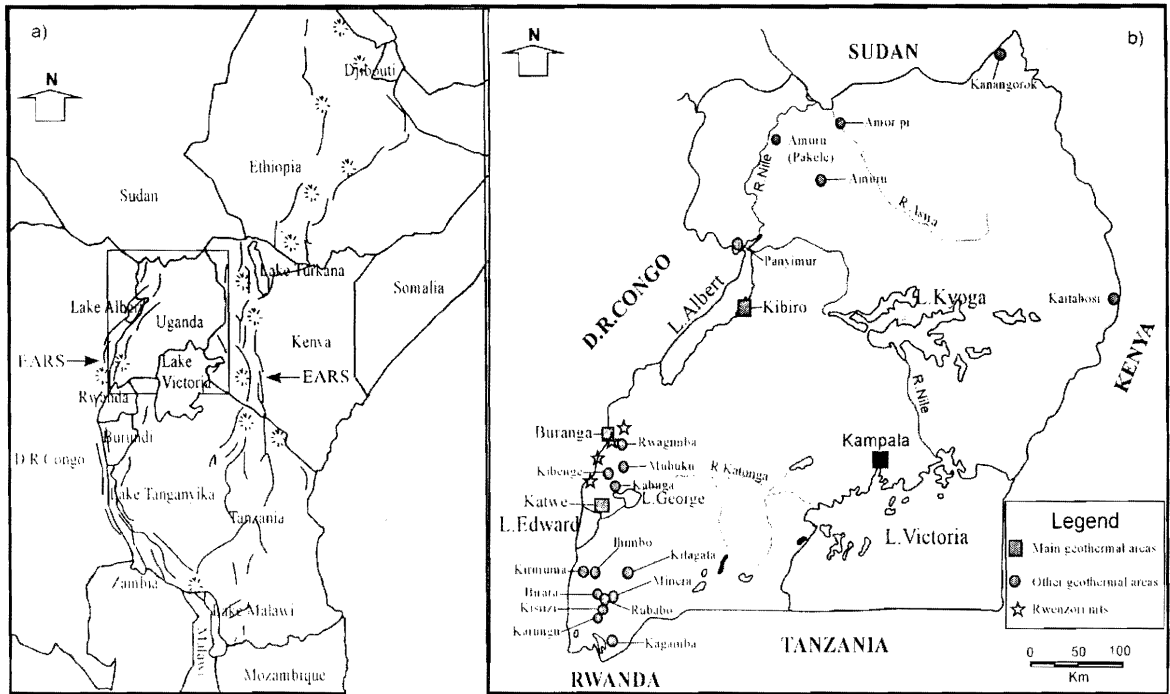 a)
N
Djibouti
Ethiopia
Sudan
Lake Turkana
Somalia
Lake Albert
Uganda
Kenya
EARS
Lake
Victoria
EARS
Rwanda
Burundi
D.R.Congo
Lake Tanganyika
Tanzania
Zambia
Lake Malawi
Malawi
Mozambique
b)
N
SUDAN
Kanangorok
Amor pi
Amuru
(Pakele)
R.Nile
Amuru
Panyimur
D.R.CONGO
L.Albert
Kibiro
L.Kyoga
Kaitabosi
KENYA
R.Nile
Buranga
Rwagimba
Kampala
Kibenge
Muhuku
R.Katonga
Kabuga
Katwe
L.George
L.Edward
L.Victoria
Ihimbo
Kitagata
Minera
Birara
Kisizi
Rubabo
Karungu
Kagamba
TANZANIA
RWANDA
Legend
Main geothermal areas
Other geothermal areas
Rwenzori mts
0 50 100
Km